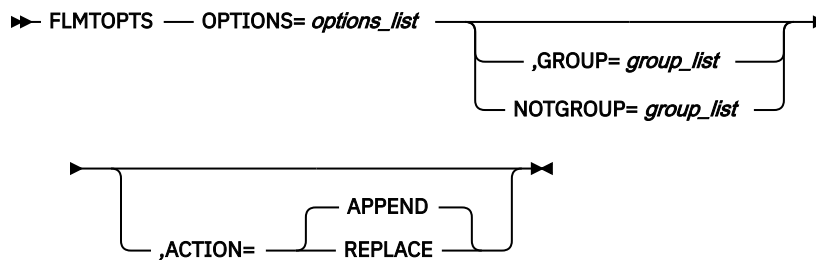 FLMTOPTS OPTIONS= options_list
,GROUP= group_list
NOTGROUP= group_list
APPEND
,ACTION=
REPLACE